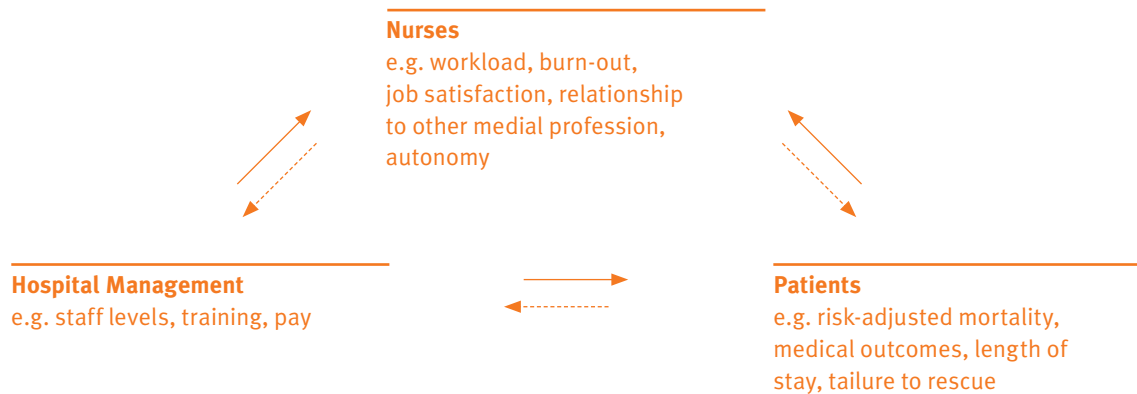 Nurses
e.g. workload, burn-out,
job satisfaction, relationship
to other medial profession,
autonomy
Hospital Management
e.g. staff levels, training, pay
Patients
e.g. risk-adjusted mortality,
medical outcomes, length of
stay, tailure to rescue